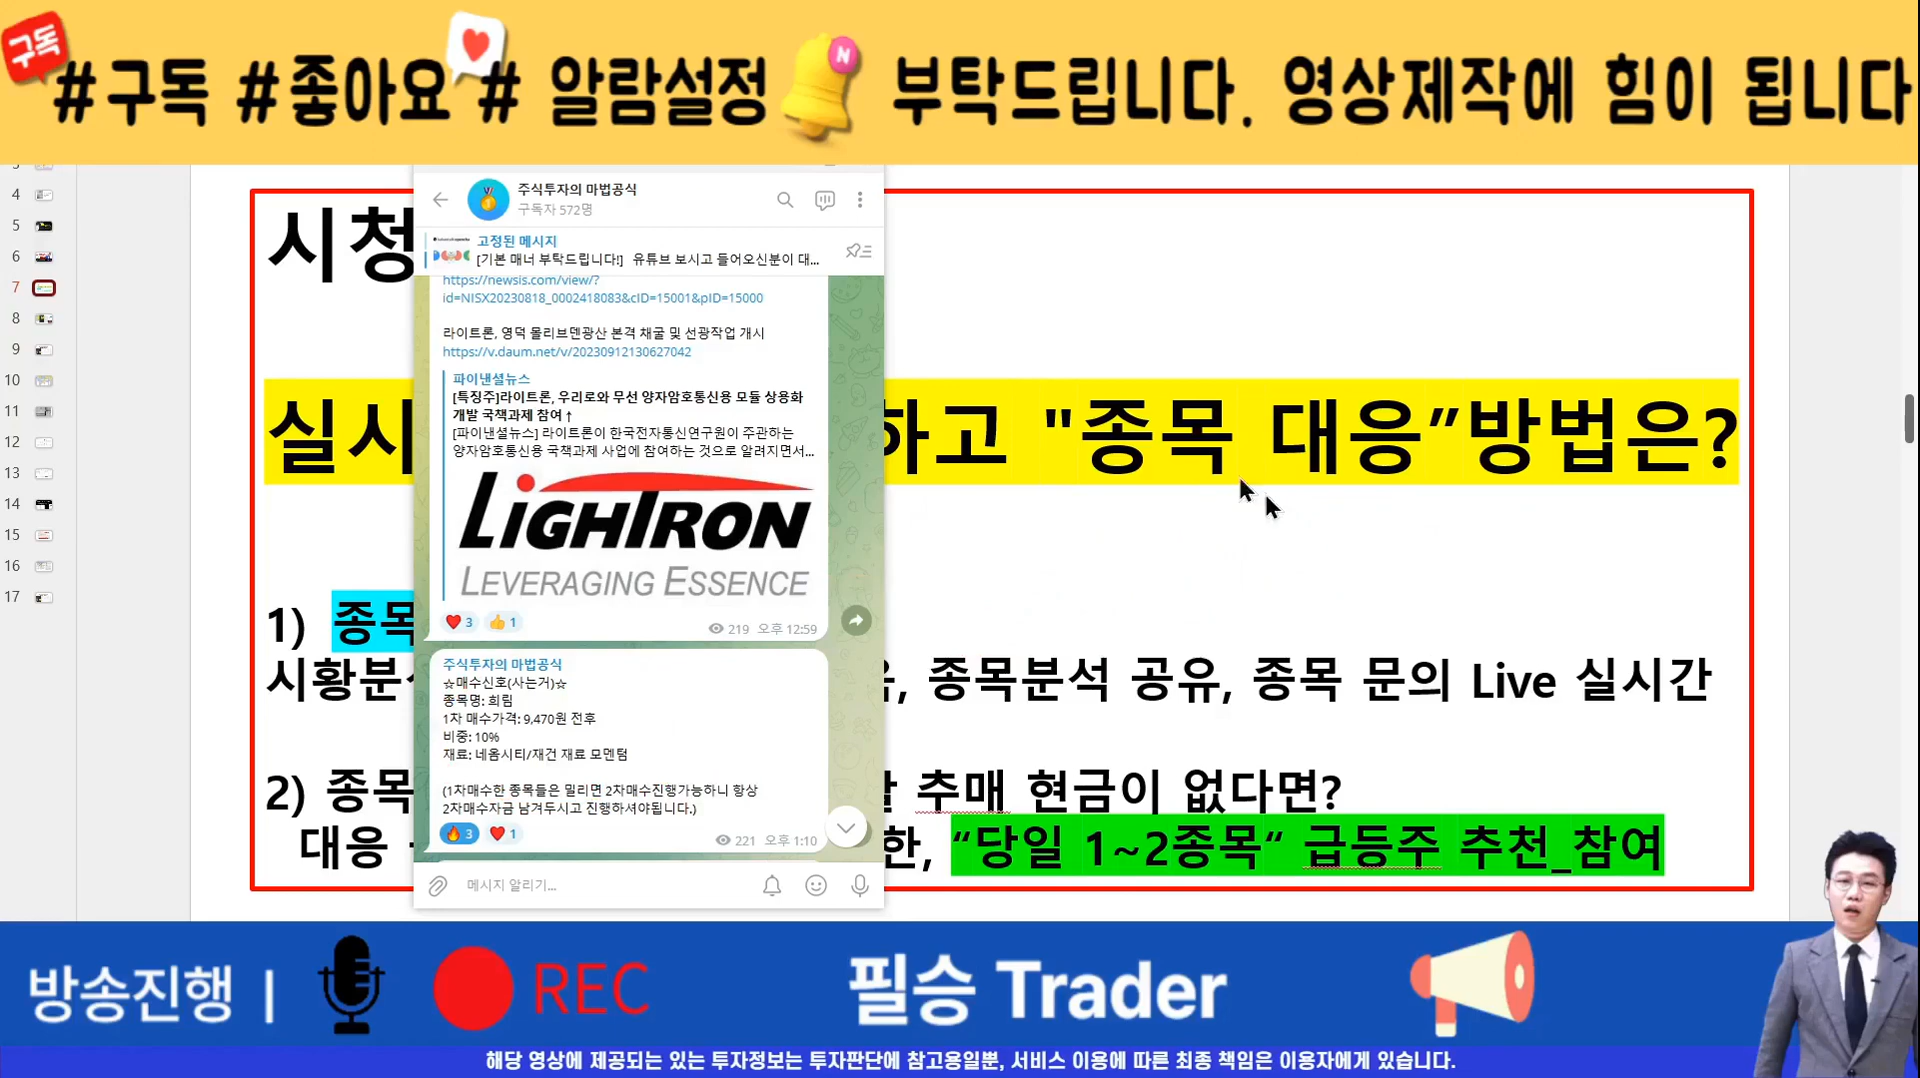 구독
#구독 #좋아요 # 알람설정 N 부탁드립니다. 영상제작에 힘이 됩니다
4
5
6
7
8
9
10
11
12
13
14
15
16
17
시청
실시
하고 "종목 대응”방법은?
1) 종목
시황분
, 종목분석 공유, 종목 문의 Live 실시간
2) 종목
추매 현금이 없다면?
대응
한, “당일 1~2종목“ 급등주 추천_참여
주식투자의 마법공식
구독자 572명
고정된 메시지
[기본 매너 부탁드립니다!] 유튜브 보시고 들어오신분이 대...
https://newsis.com/view/?
id=NISX20230818_0002418083&cID=15001&pID=15000
라이트론, 영덕 몰리브덴광산 본격 채굴 및 선광작업 개시
https://v.daum.net/v/20230912130627042
파이낸셜뉴스
[특징주]라이트론, 우리로와 무선 양자암호통신용 모듈 상용화
개발 국책과제 참여↑
[파이낸셜뉴스] 라이트론이 한국전자통신연구원이 주관하는
양자암호통신용 국책과제 사업에 참여하는 것으로 알려지면서...
LIGHTRON
LEVERAGING ESSENCE
3 1
219 오후 12:59
주식투자의 마법공식
☆매수신호(사는거)☆
종목명: 희림
1차 매수가격: 9,470원 전후
비중: 10%
재료: 네옴시티/재건 재료 모멘텀
(1차매수한 종목들은 밀리면 2차매수진행가능하니 항상
2차매수자금 남겨두시고 진행하셔야됩니다.)
3 1
221 오후 1:10
메시지 알리기...
방송진행 | REC 필승 Trader
해당 영상에 제공되는 있는 투자정보는 투자판단에 참고용일뿐, 서비스 이용에 따른 최종 책임은 이용자에게 있습니다.